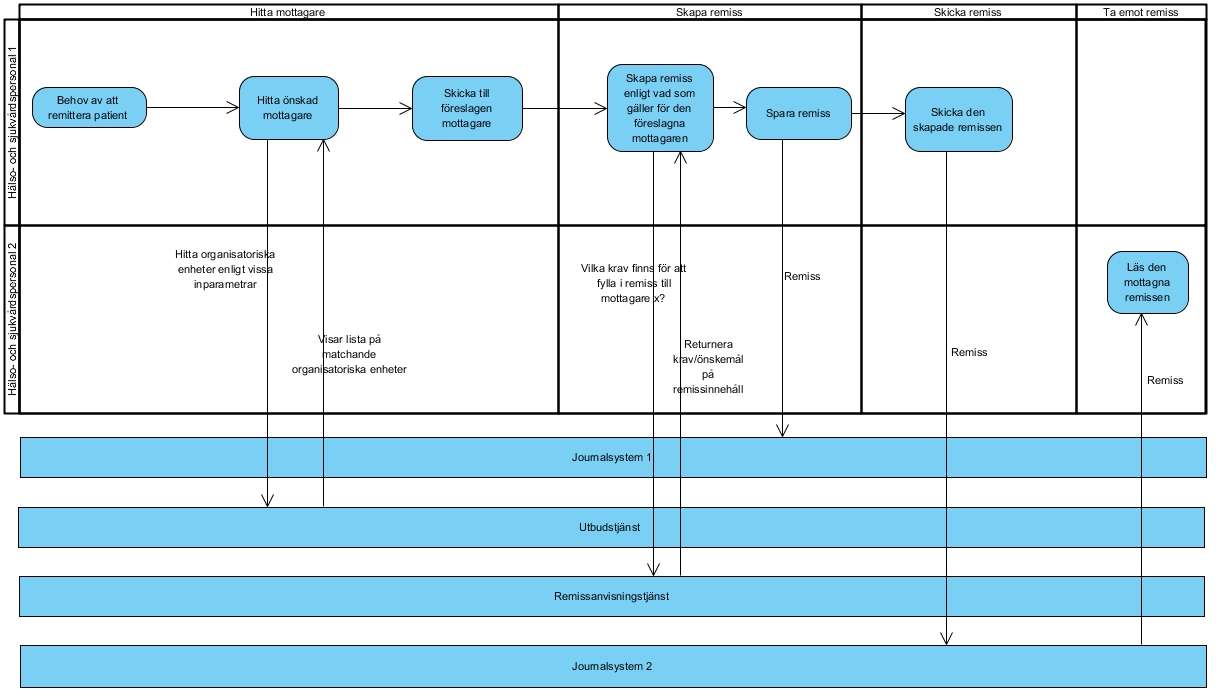 Hitta mottagare
Skapa remiss
Skicka remiss
Ta emot remiss
Hälso- och sjukvårdspersonal 1
Behov av att
remittera patient
Hitta önskad
mottagare
Skicka till
föreslagen
mottagare
Skapa remiss
enligt vad som
gäller för den
föreslagna
mottagaren
Spara remiss
Skicka den
skapade remissen
Hälso- och sjukvårdspersonal 2
Hitta organisatoriska
enheter enligt vissa
inparametrar
Visar lista på
matchande
organisatoriska enheter
Vilka krav finns för att
fylla i remiss till
mottagare x?
Returnera
krav/önskemål
på
remissinnehåll
Remiss
Remiss
Läs den
mottagna
remissen
Remiss
Journalsystem 1
Utbudstjänst
Remissanvisningstjänst
Journalsystem 2